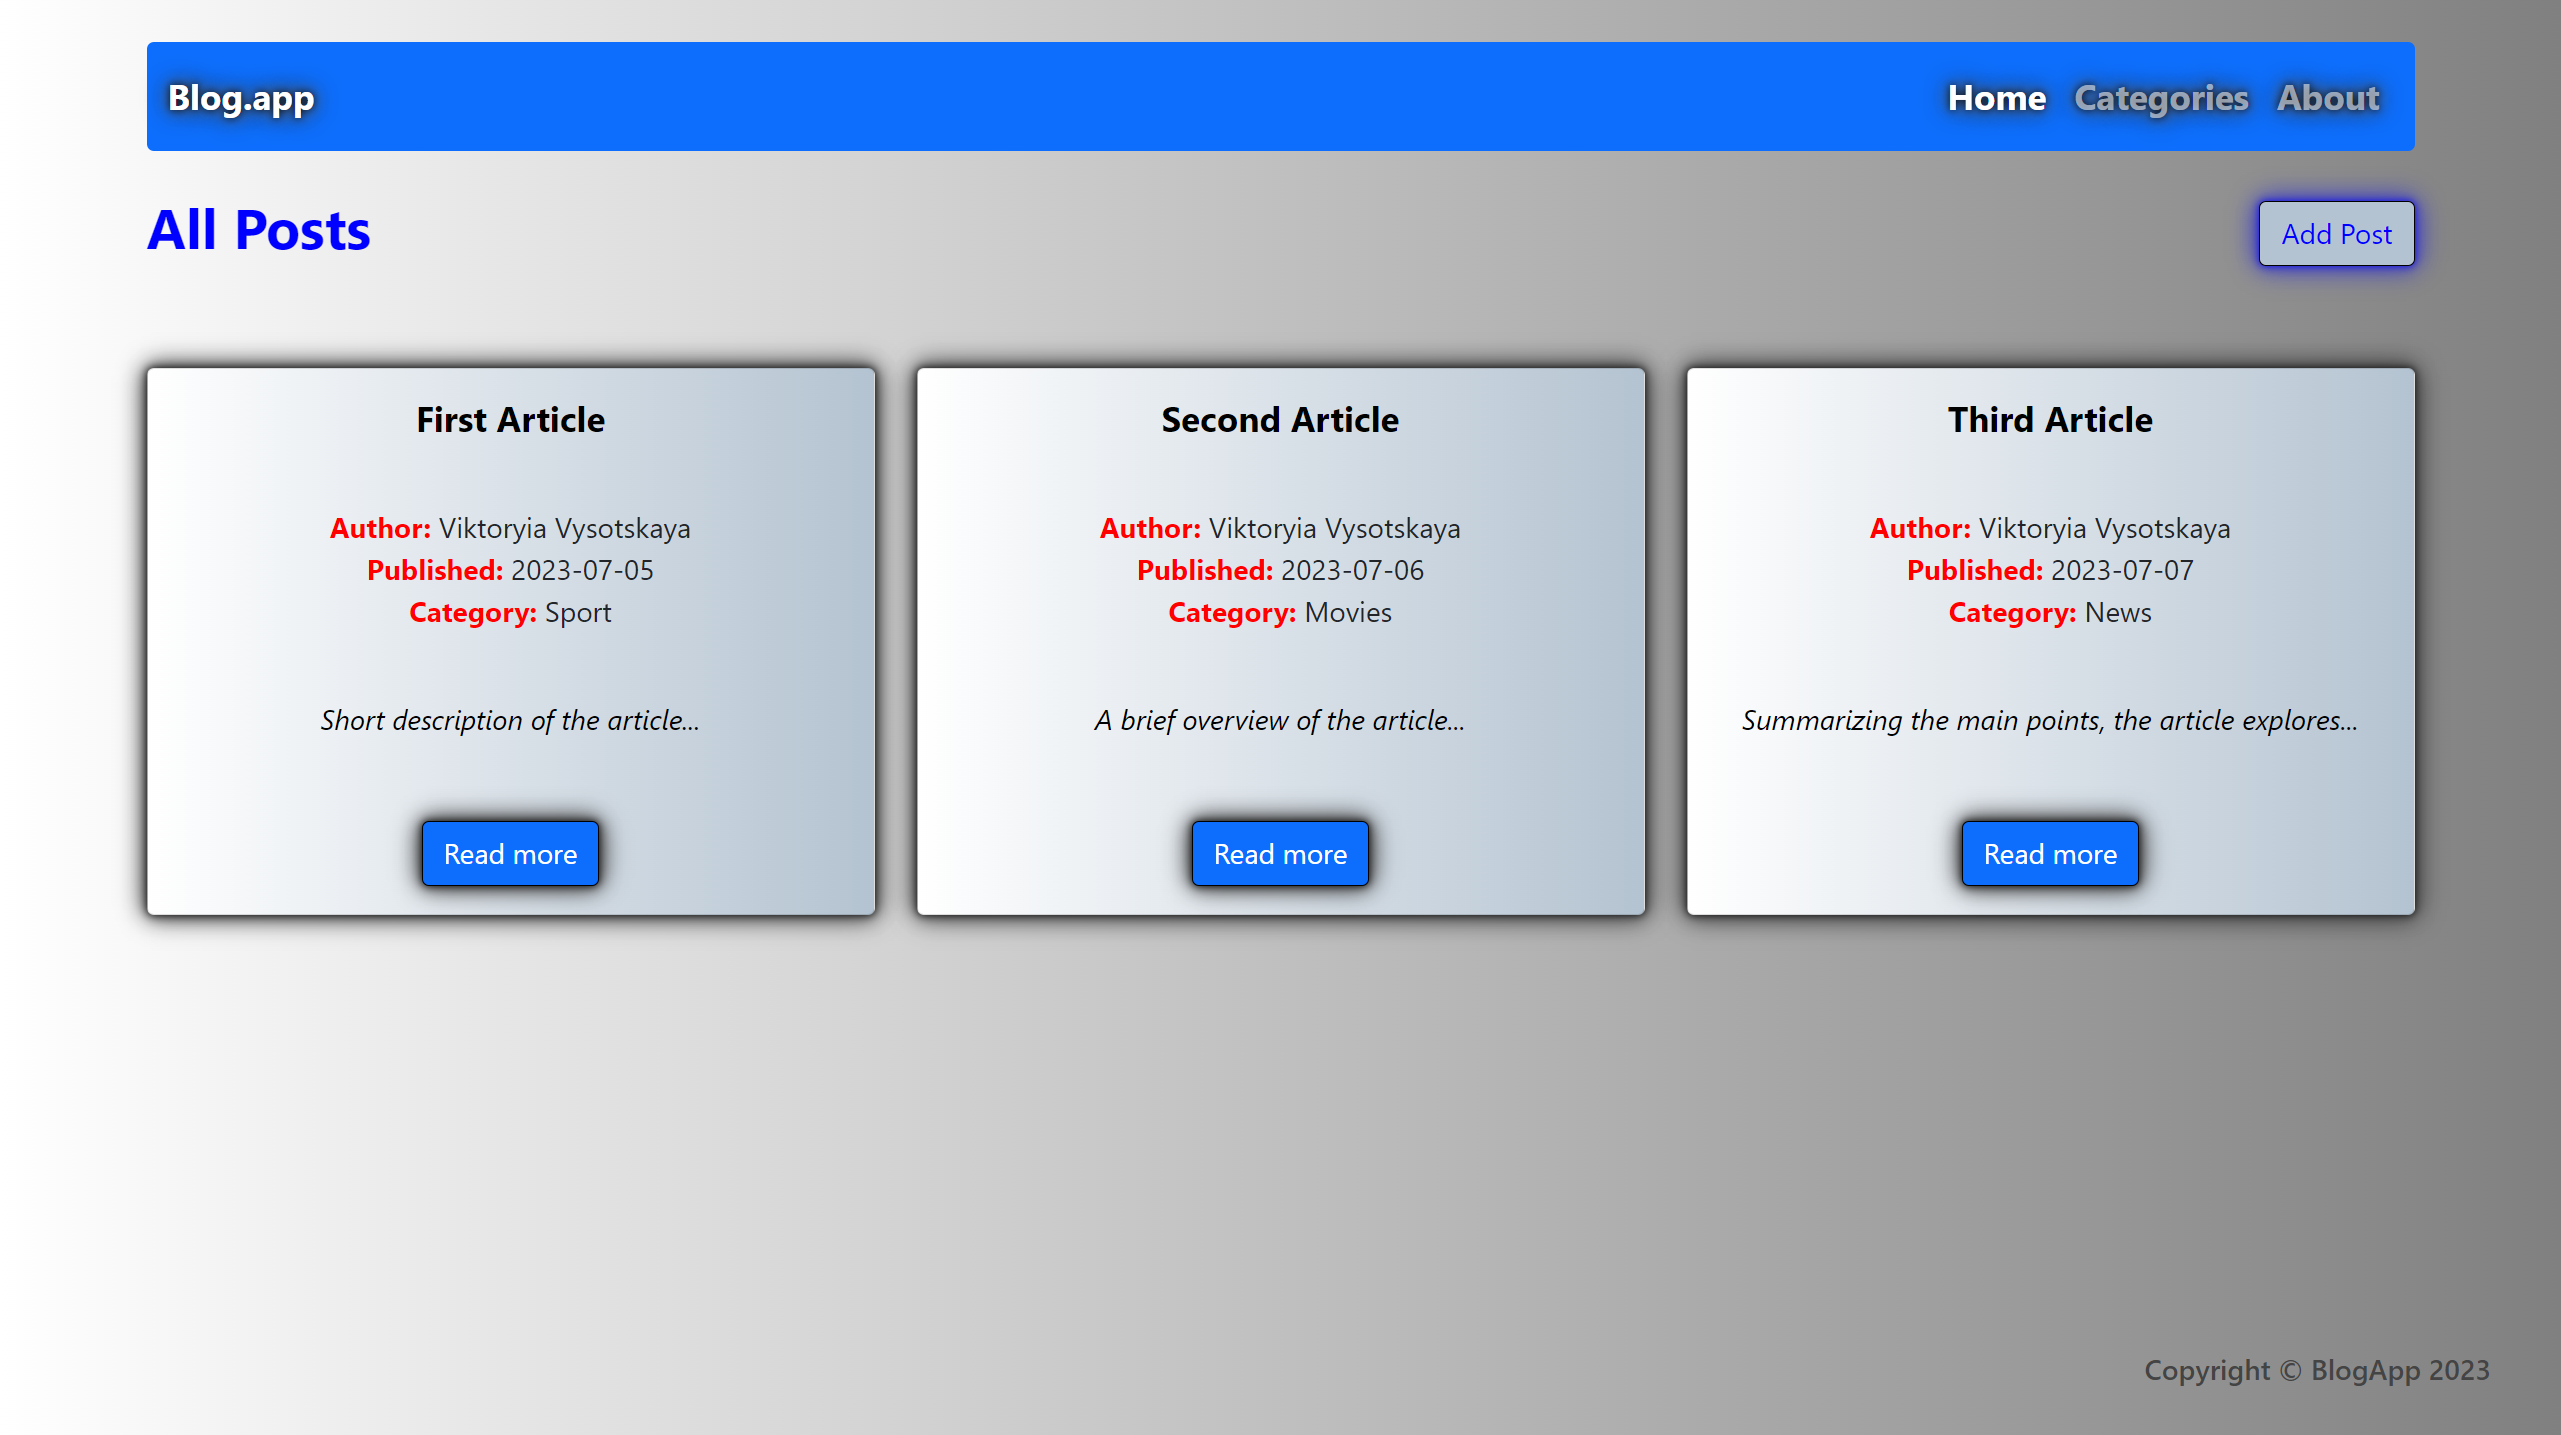 Blog.app
Home Categories About
All Posts
Add Post
First Article
Author: Viktoryia Vysotskaya
Published: 2023-07-05
Category: Sport
Short description of the article...
Read more
Second Article
Author: Viktoryia Vysotskaya
Published: 2023-07-06
Category: Movies
A brief overview of the article...
Read more
Third Article
Author: Viktoryia Vysotskaya
Published: 2023-07-07
Category: News
Summarizing the main points, the article explores...
Read more
Copyright © BlogApp 2023